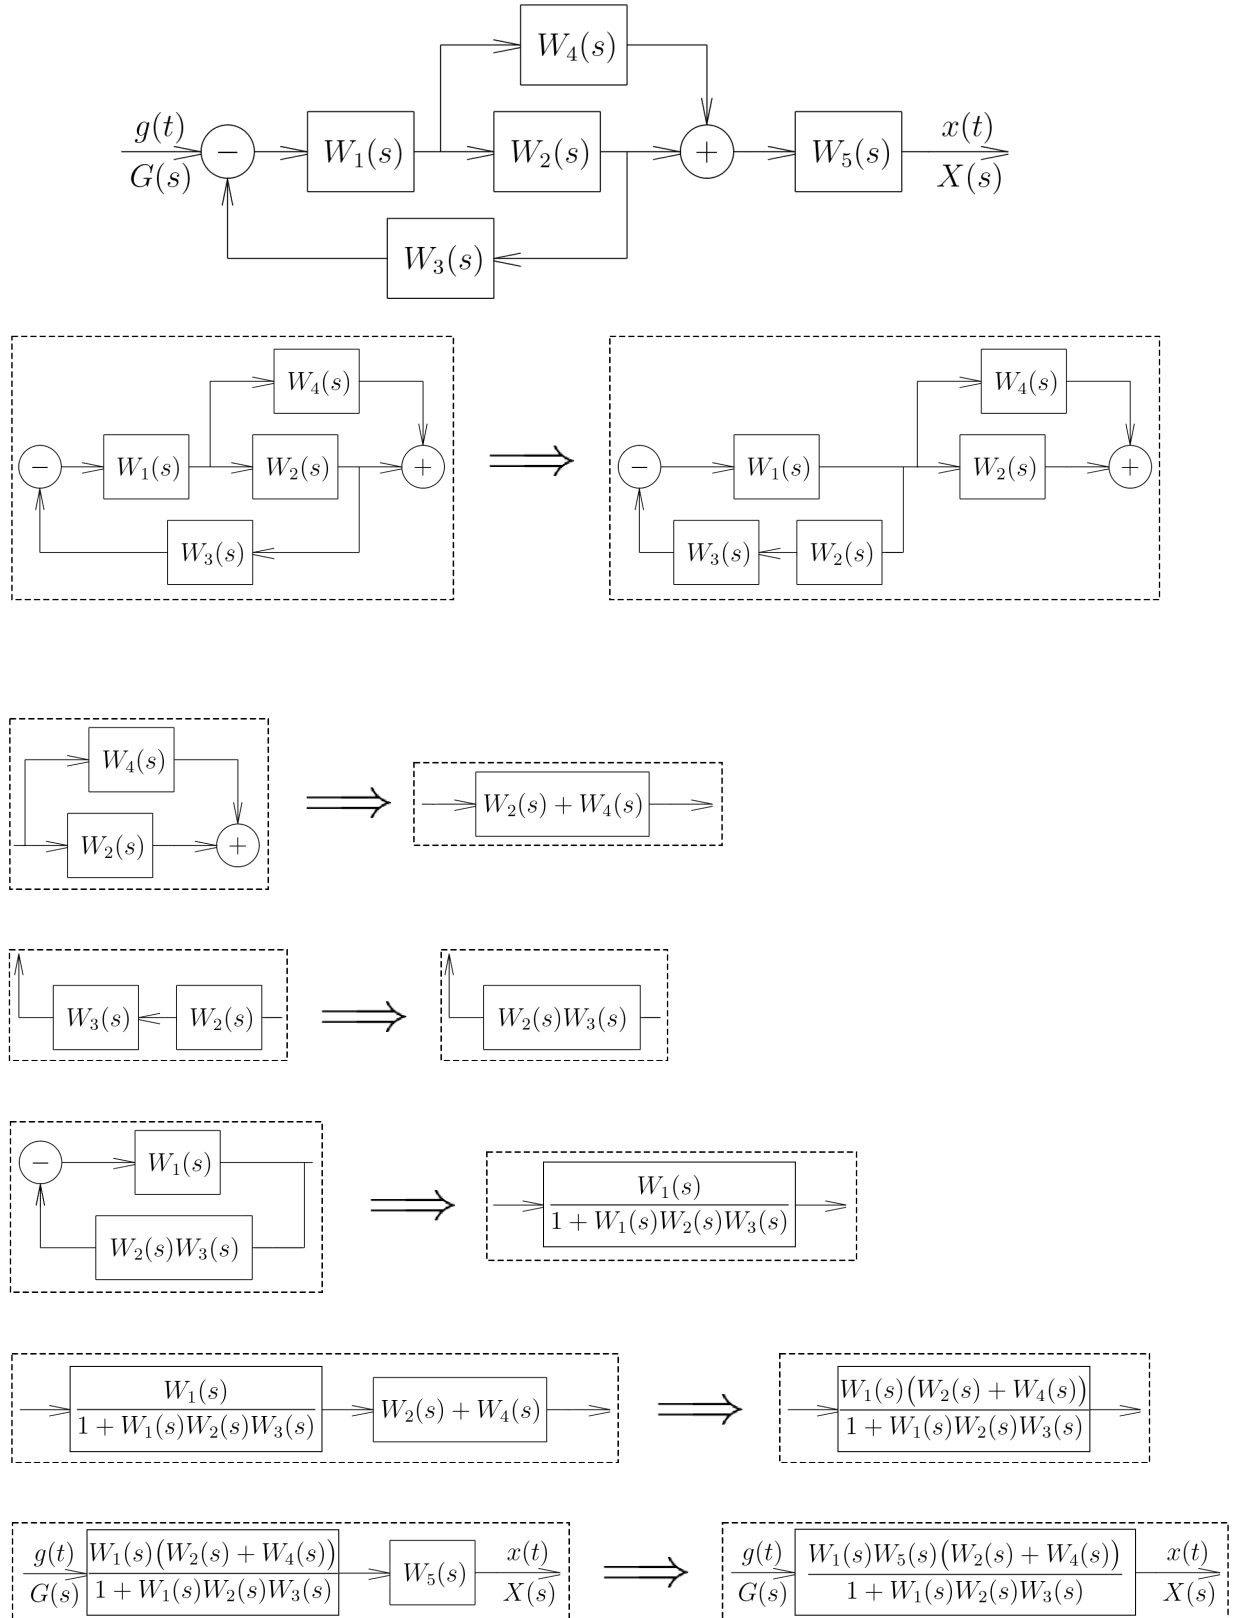 W₄(s)
g(t)
G(s)
−
W₁(s)
W₂(s)
+
W₅(s)
x(t)
X(s)
W₃(s)
W₄(s)
−
W₁(s)
W₂(s)
+
W₃(s)
⟹
W₄(s)
−
W₁(s)
W₂(s)
+
W₃(s)
W₂(s)
W₄(s)
W₂(s)
+
⟹
W₂(s) + W₄(s)
W₃(s)
W₂(s)
⟹
W₂(s)W₃(s)
−
W₁(s)
W₂(s)W₃(s)
⟹
W₁(s)
1 + W₁(s)W₂(s)W₃(s)
W₁(s)
1 + W₁(s)W₂(s)W₃(s)
W₂(s) + W₄(s)
⟹
W₁(s)(W₂(s) + W₄(s))
1 + W₁(s)W₂(s)W₃(s)
g(t)
G(s)
W₁(s)(W₂(s) + W₄(s))
1 + W₁(s)W₂(s)W₃(s)
W₅(s)
x(t)
X(s)
⟹
g(t)
G(s)
W₁(s)W₅(s)(W₂(s) + W₄(s))
1 + W₁(s)W₂(s)W₃(s)
x(t)
X(s)